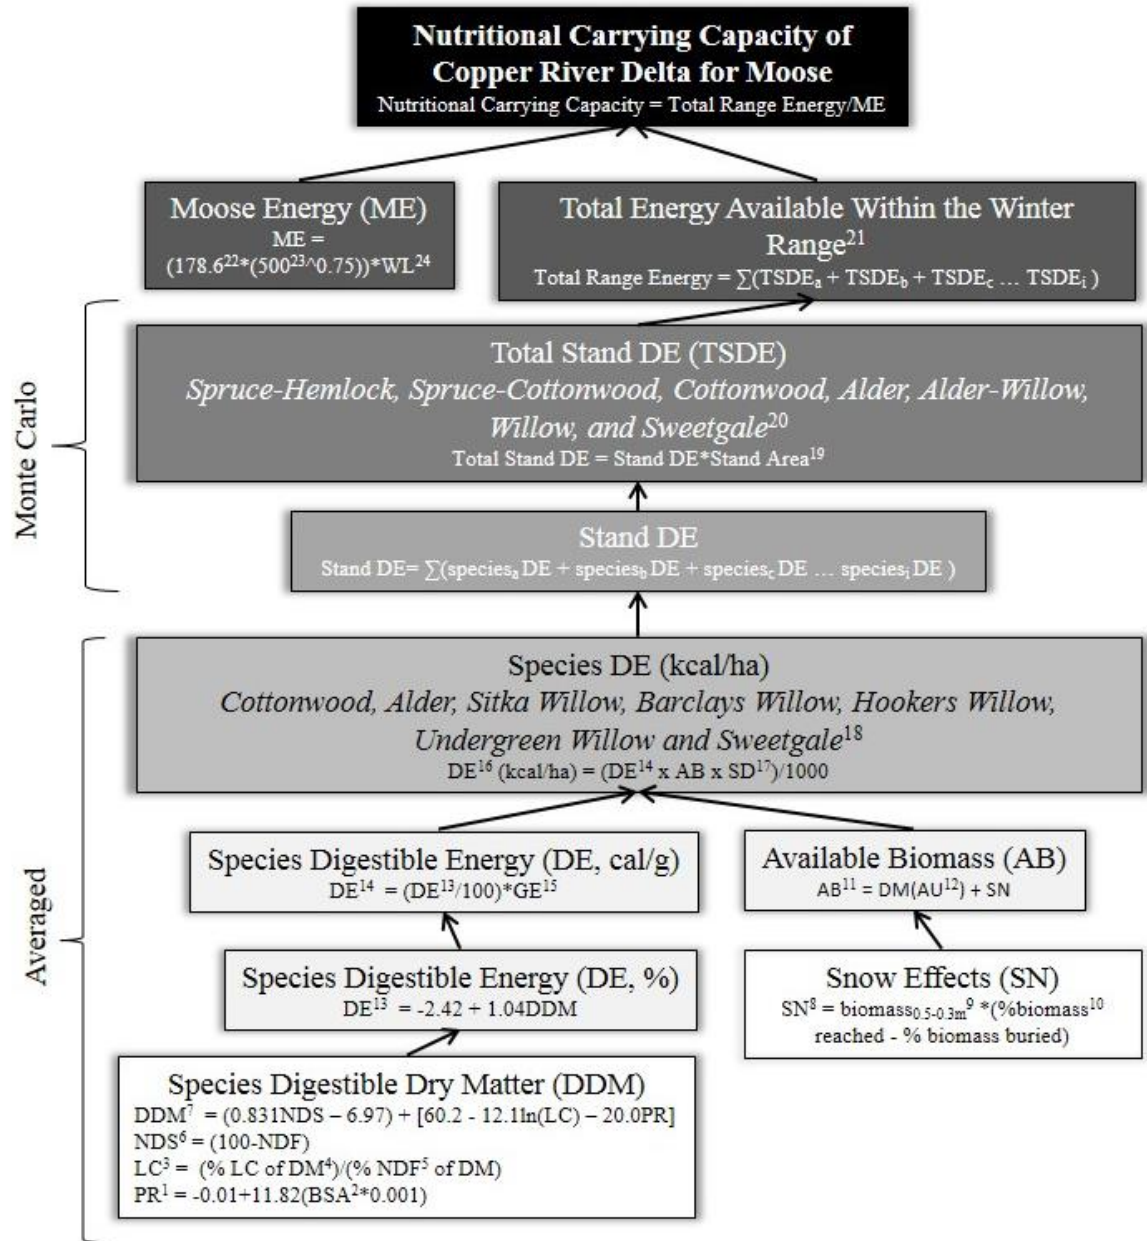 Nutritional Carrying Capacity of
Copper River Delta for Moose
Nutritional Carrying Capacity = Total Range Energy/ME
Moose Energy (ME)
ME =
(178.6²²*(500²³^0.75))*WL²⁴
Total Energy Available Within the Winter
Range²¹
Total Range Energy = ∑(TSDEₐ + TSDE_b + TSDE_c … TSDEᵢ )
Monte Carlo
Total Stand DE (TSDE)
Spruce-Hemlock, Spruce-Cottonwood, Cottonwood, Alder, Alder-Willow,
Willow, and Sweetgale²⁰
Total Stand DE = Stand DE*Stand Area¹⁹
Stand DE
Stand DE= ∑(speciesₐ DE + species_b DE + species_c DE … speciesᵢ DE )
Averaged
Species DE (kcal/ha)
Cottonwood, Alder, Sitka Willow, Barclays Willow, Hookers Willow,
Undergreen Willow and Sweetgale¹⁸
DE¹⁶ (kcal/ha) = (DE¹⁴ x AB x SD¹⁷)/1000
Species Digestible Energy (DE, cal/g)
DE¹⁴ = (DE¹³/100)*GE¹⁵
Available Biomass (AB)
AB¹¹ = DM(AU¹²) + SN
Species Digestible Energy (DE, %)
DE¹³ = -2.42 + 1.04DDM
Snow Effects (SN)
SN⁸ = biomass₀.₅₋₀.₃ₘ⁹ *(%biomass¹⁰
reached - % biomass buried)
Species Digestible Dry Matter (DDM)
DDM⁷ = (0.831NDS – 6.97) + [60.2 - 12.1ln(LC) – 20.0PR]
NDS⁶ = (100-NDF)
LC³ = (% LC of DM⁴)/(% NDF⁵ of DM)
PR¹ = -0.01+11.82(BSA²*0.001)